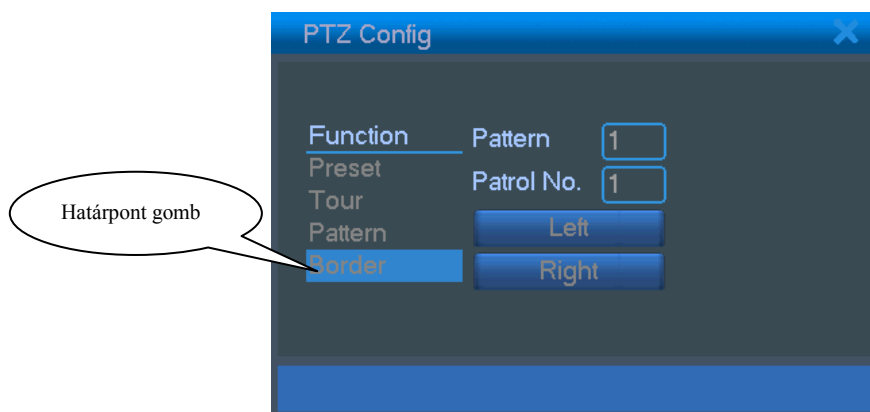 PTZ Config
Function
Preset
Tour
Pattern
Border
Pattern 1
Patrol No. 1
Left
Right
Határpont gomb